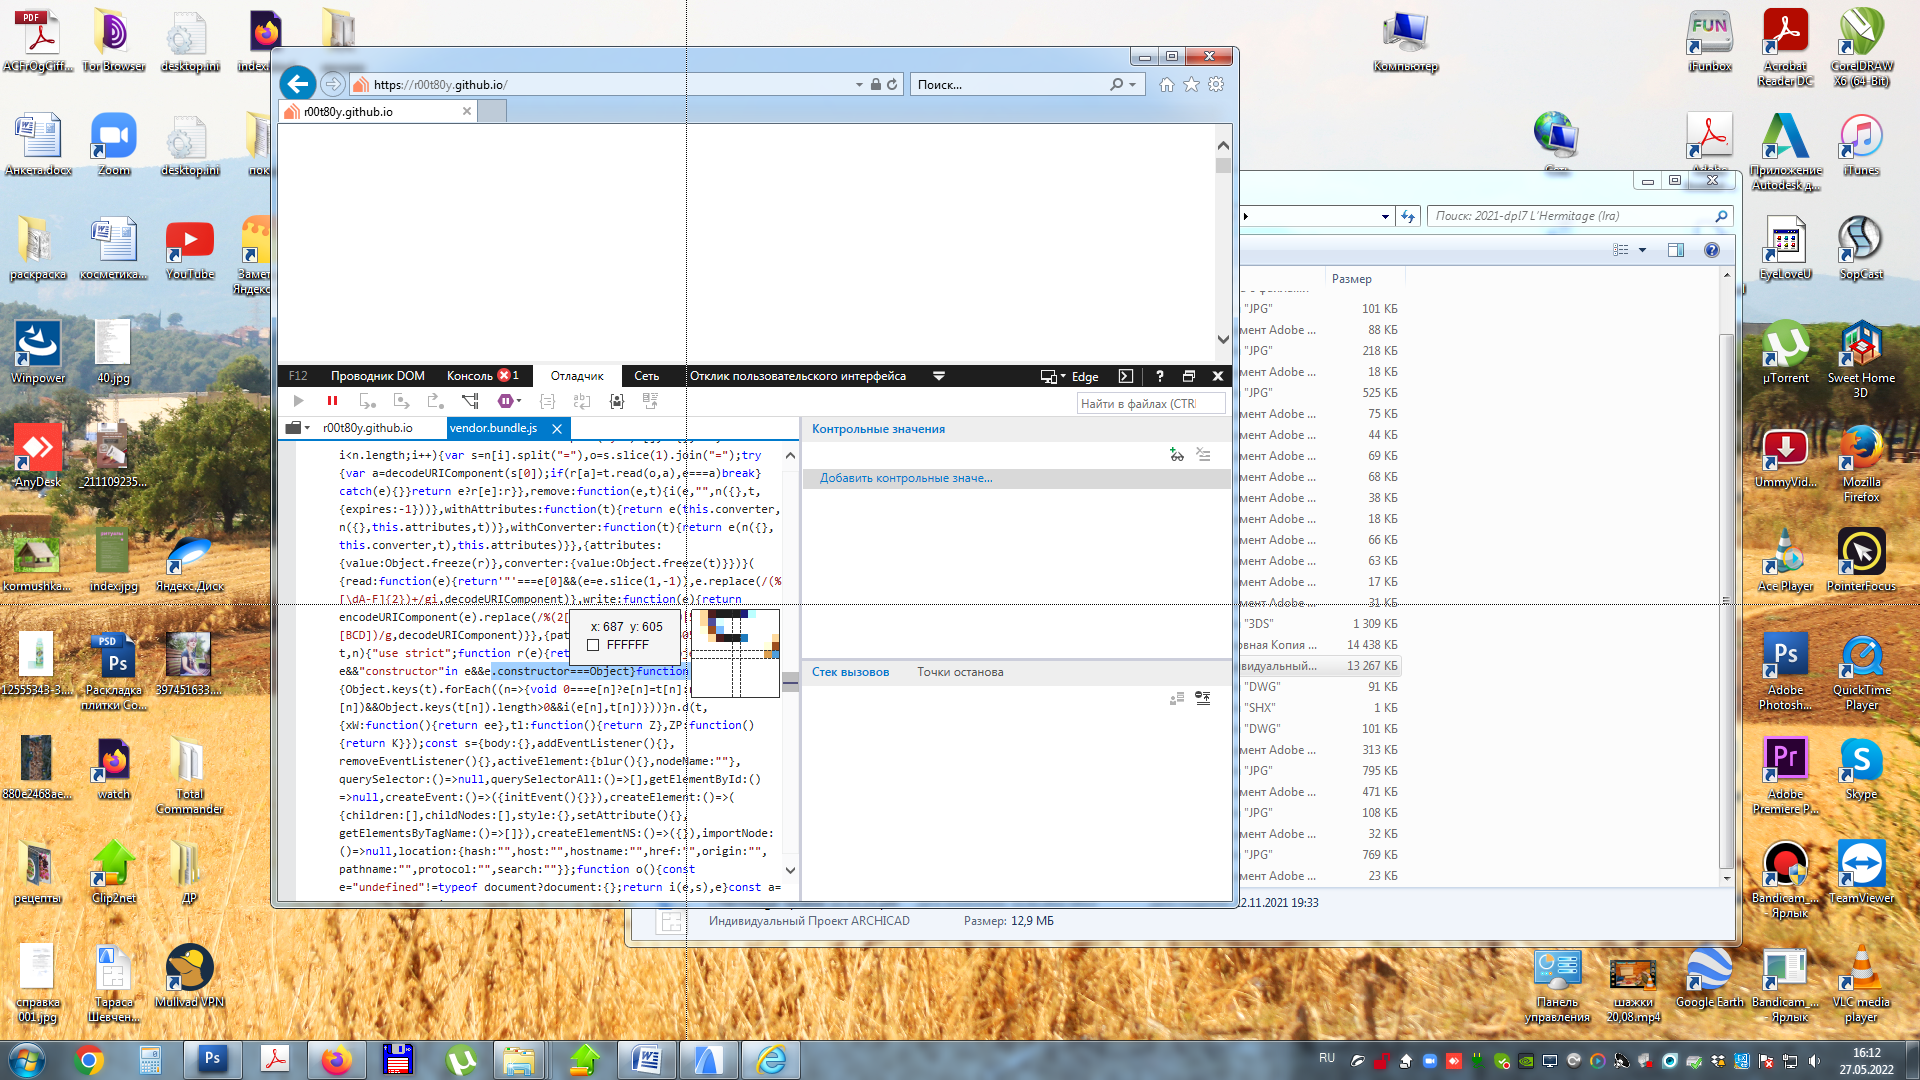 ACFrOgCiff...
Tor Browser
desktop.ini
Анкета.docx
Zoom
desktop.ini
раскраска
косметика...
YouTube
Winpower
40.jpg
AnyDesk
_211109235...
kormushka...
index.jpg
Яндекс.Диск
12555343-3...
Раскладка плитки Со...
397451633....
880e2468ae...
watch
Total Commander
рецепты
Clip2net
ДР
справка 001.jpg
Тараса Шевчен...
Mullvad VPN
https://r00t80y.github.io/
Поиск...
r00t80y.github.io
F12
Проводник DOM
Консоль 1
Отладчик
Сеть
Отклик пользовательского интерфейса
Edge
Найти в файлах (CTRL
r00t80y.github.io
vendor.bundle.js
Контрольные значения
Добавить контрольные значе...
i<n.length;i++){var s=n[i].split("="),o=s.slice(1).join("=");try
{var a=decodeURIComponent(s[0]);if(r[a]=t.read(o,a),e===a)break}
catch(e){}}return e?r[e]:r}},remove:function(e,t){i(e,"",n({},t,
{expires:-1}))},withAttributes:function(t){return e(this.converter,
n({},this.attributes,t))},withConverter:function(t){return e(n({},
this.converter,t),this.attributes)}},{attributes:
{value:Object.freeze(r)},converter:{value:Object.freeze(t)}})}(
{read:function(e){return'"'===e[0]&&(e=e.slice(1,-1)),e.replace(/(%
[\dA-F]{2})+/gi,decodeURIComponent)},write:function(e){return
encodeURIComponent(e).replace(/%(2[
[BCD])/g,decodeURIComponent)}},{pat
t,n){"use strict";function r(e){ret
e&&"constructor"in e&&e.constructor===Object}function
{Object.keys(t).forEach((n=>{void 0===e[n]?e[n]=t[n]:
[n])&&Object.keys(t[n]).length>0&&i(e[n],t[n])}))}n.d(t,
{xW:function(){return ee},tl:function(){return Z},ZP:function()
{return K}});const s={body:{},addEventListener(){},
removeEventListener(){},activeElement:{blur(){},nodeName:""},
querySelector:()=>null,querySelectorAll:()=>[],getElementById:()
=>null,createEvent:()=>({initEvent(){}}),createElement:()=>(
{children:[],childNodes:[],style:{},setAttribute(){},
getElementsByTagName:()=>[]}),createElementNS:()=>({}),importNode:
()=>null,location:{hash:"",host:"",hostname:"",href:"",origin:"",
pathname:"",protocol:"",search:""}};function o(){const
e="undefined"!=typeof document?document:{};return i(e,s),e}const a=
x: 687 y: 605
FFFFFF
Стек вызовов
Точки останова
Поиск: 2021-dpl7 L'Hermitage (Ira)
Размер
"JPG" 101 КБ
мент Adobe ... 88 КБ
"JPG" 218 КБ
мент Adobe ... 18 КБ
"JPG" 525 КБ
мент Adobe ... 75 КБ
мент Adobe ... 44 КБ
мент Adobe ... 69 КБ
мент Adobe ... 68 КБ
мент Adobe ... 38 КБ
мент Adobe ... 18 КБ
мент Adobe ... 66 КБ
мент Adobe ... 63 КБ
мент Adobe ... 17 КБ
мент Adobe ... 31 КБ
"3DS" 1 309 КБ
рвная Копия ... 14 438 КБ
видуальный... 13 267 КБ
"DWG" 91 КБ
"SHX" 1 КБ
"DWG" 101 КБ
мент Adobe ... 313 КБ
"JPG" 795 КБ
мент Adobe ... 471 КБ
"JPG" 108 КБ
мент Adobe ... 32 КБ
"JPG" 769 КБ
мент Adobe ... 23 КБ
2.11.2021 19:33
Индивидуальный Проект ARCHICAD
Размер: 12,9 МБ
Компьютер
Сеть
iFunbox
Acrobat Reader DC
CorelDRAW X6 (64-Bit)
Adobe
Приложение Autodesk д...
iTunes
EyeLoveU
SopCast
µTorrent
Sweet Home 3D
UmmyVid...
Mozilla Firefox
Ace Player
PointerFocus
Adobe Photosh...
QuickTime Player
Adobe Premiere P...
Skype
Bandicam_... - Ярлык
TeamViewer
Панель управления
шажки 20,08.mp4
Google Earth
Bandicam_... - Ярлык
VLC media player
RU
16:12
27.05.2022